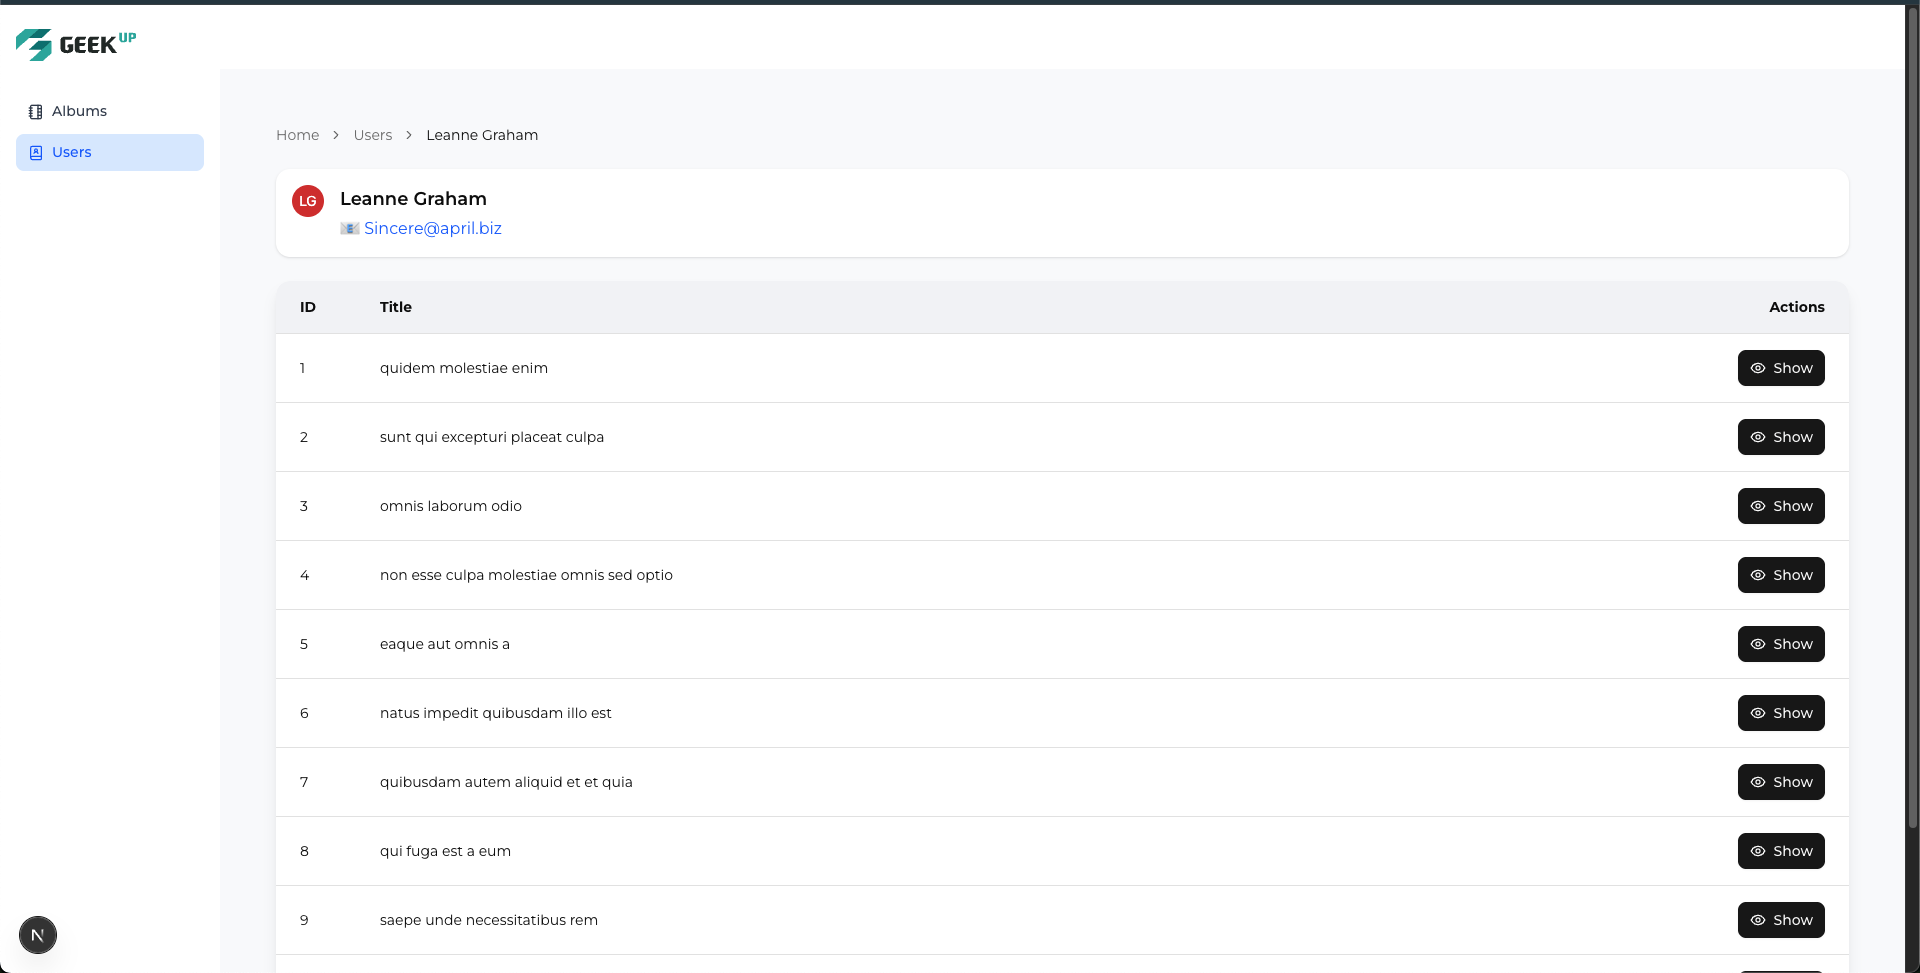 GEEK UP
Albums
Users
Home > Users > Leanne Graham
LG
Leanne Graham
📧 Sincere@april.biz
ID Title Actions
1 quidem molestiae enim Show
2 sunt qui excepturi placeat culpa Show
3 omnis laborum odio Show
4 non esse culpa molestiae omnis sed optio Show
5 eaque aut omnis a Show
6 natus impedit quibusdam illo est Show
7 quibusdam autem aliquid et et quia Show
8 qui fuga est a eum Show
9 saepe unde necessitatibus rem Show
N